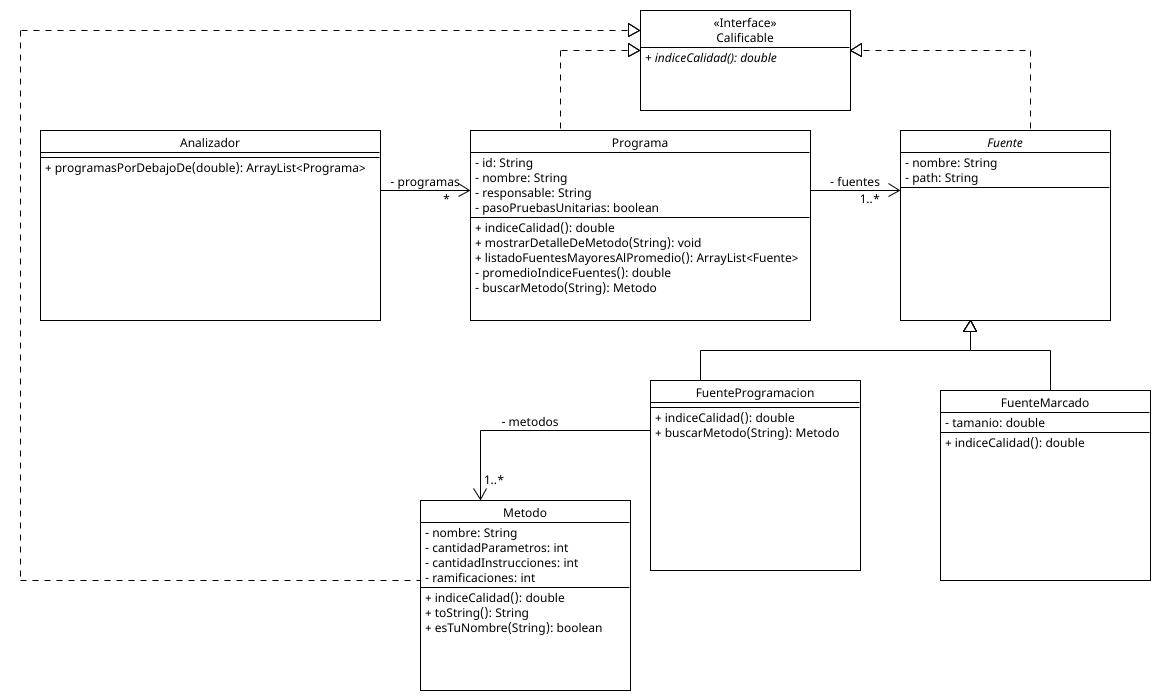 «Interface»
Calificable
+ indiceCalidad(): double
Analizador
+ programasPorDebajoDe(double): ArrayList<Programa>
- programas
*
Programa
- id: String
- nombre: String
- responsable: String
- pasoPruebasUnitarias: boolean
+ indiceCalidad(): double
+ mostrarDetalleDeMetodo(String): void
+ listadoFuentesMayoresAlPromedio(): ArrayList<Fuente>
- promedioIndiceFuentes(): double
- buscarMetodo(String): Metodo
- fuentes
1..*
Fuente
- nombre: String
- path: String
FuenteProgramacion
+ indiceCalidad(): double
+ buscarMetodo(String): Metodo
FuenteMarcado
- tamanio: double
+ indiceCalidad(): double
- metodos
1..*
Metodo
- nombre: String
- cantidadParametros: int
- cantidadInstrucciones: int
- ramificaciones: int
+ indiceCalidad(): double
+ toString(): String
+ esTuNombre(String): boolean